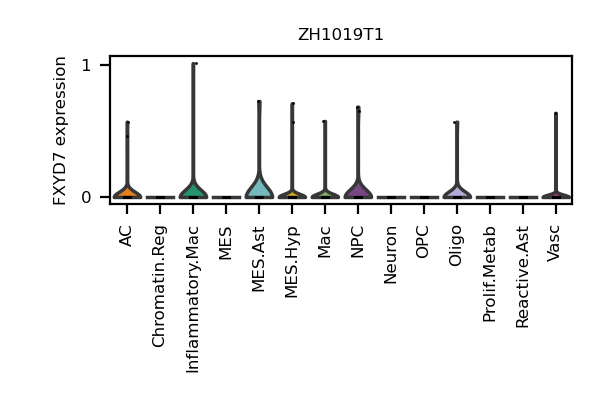 ZH1019T1
FXYD7 expression
1
0
AC
Chromatin.Reg
Inflammatory.Mac
MES
MES.Ast
MES.Hyp
Mac
NPC
Neuron
OPC
Oligo
Prolif.Metab
Reactive.Ast
Vasc